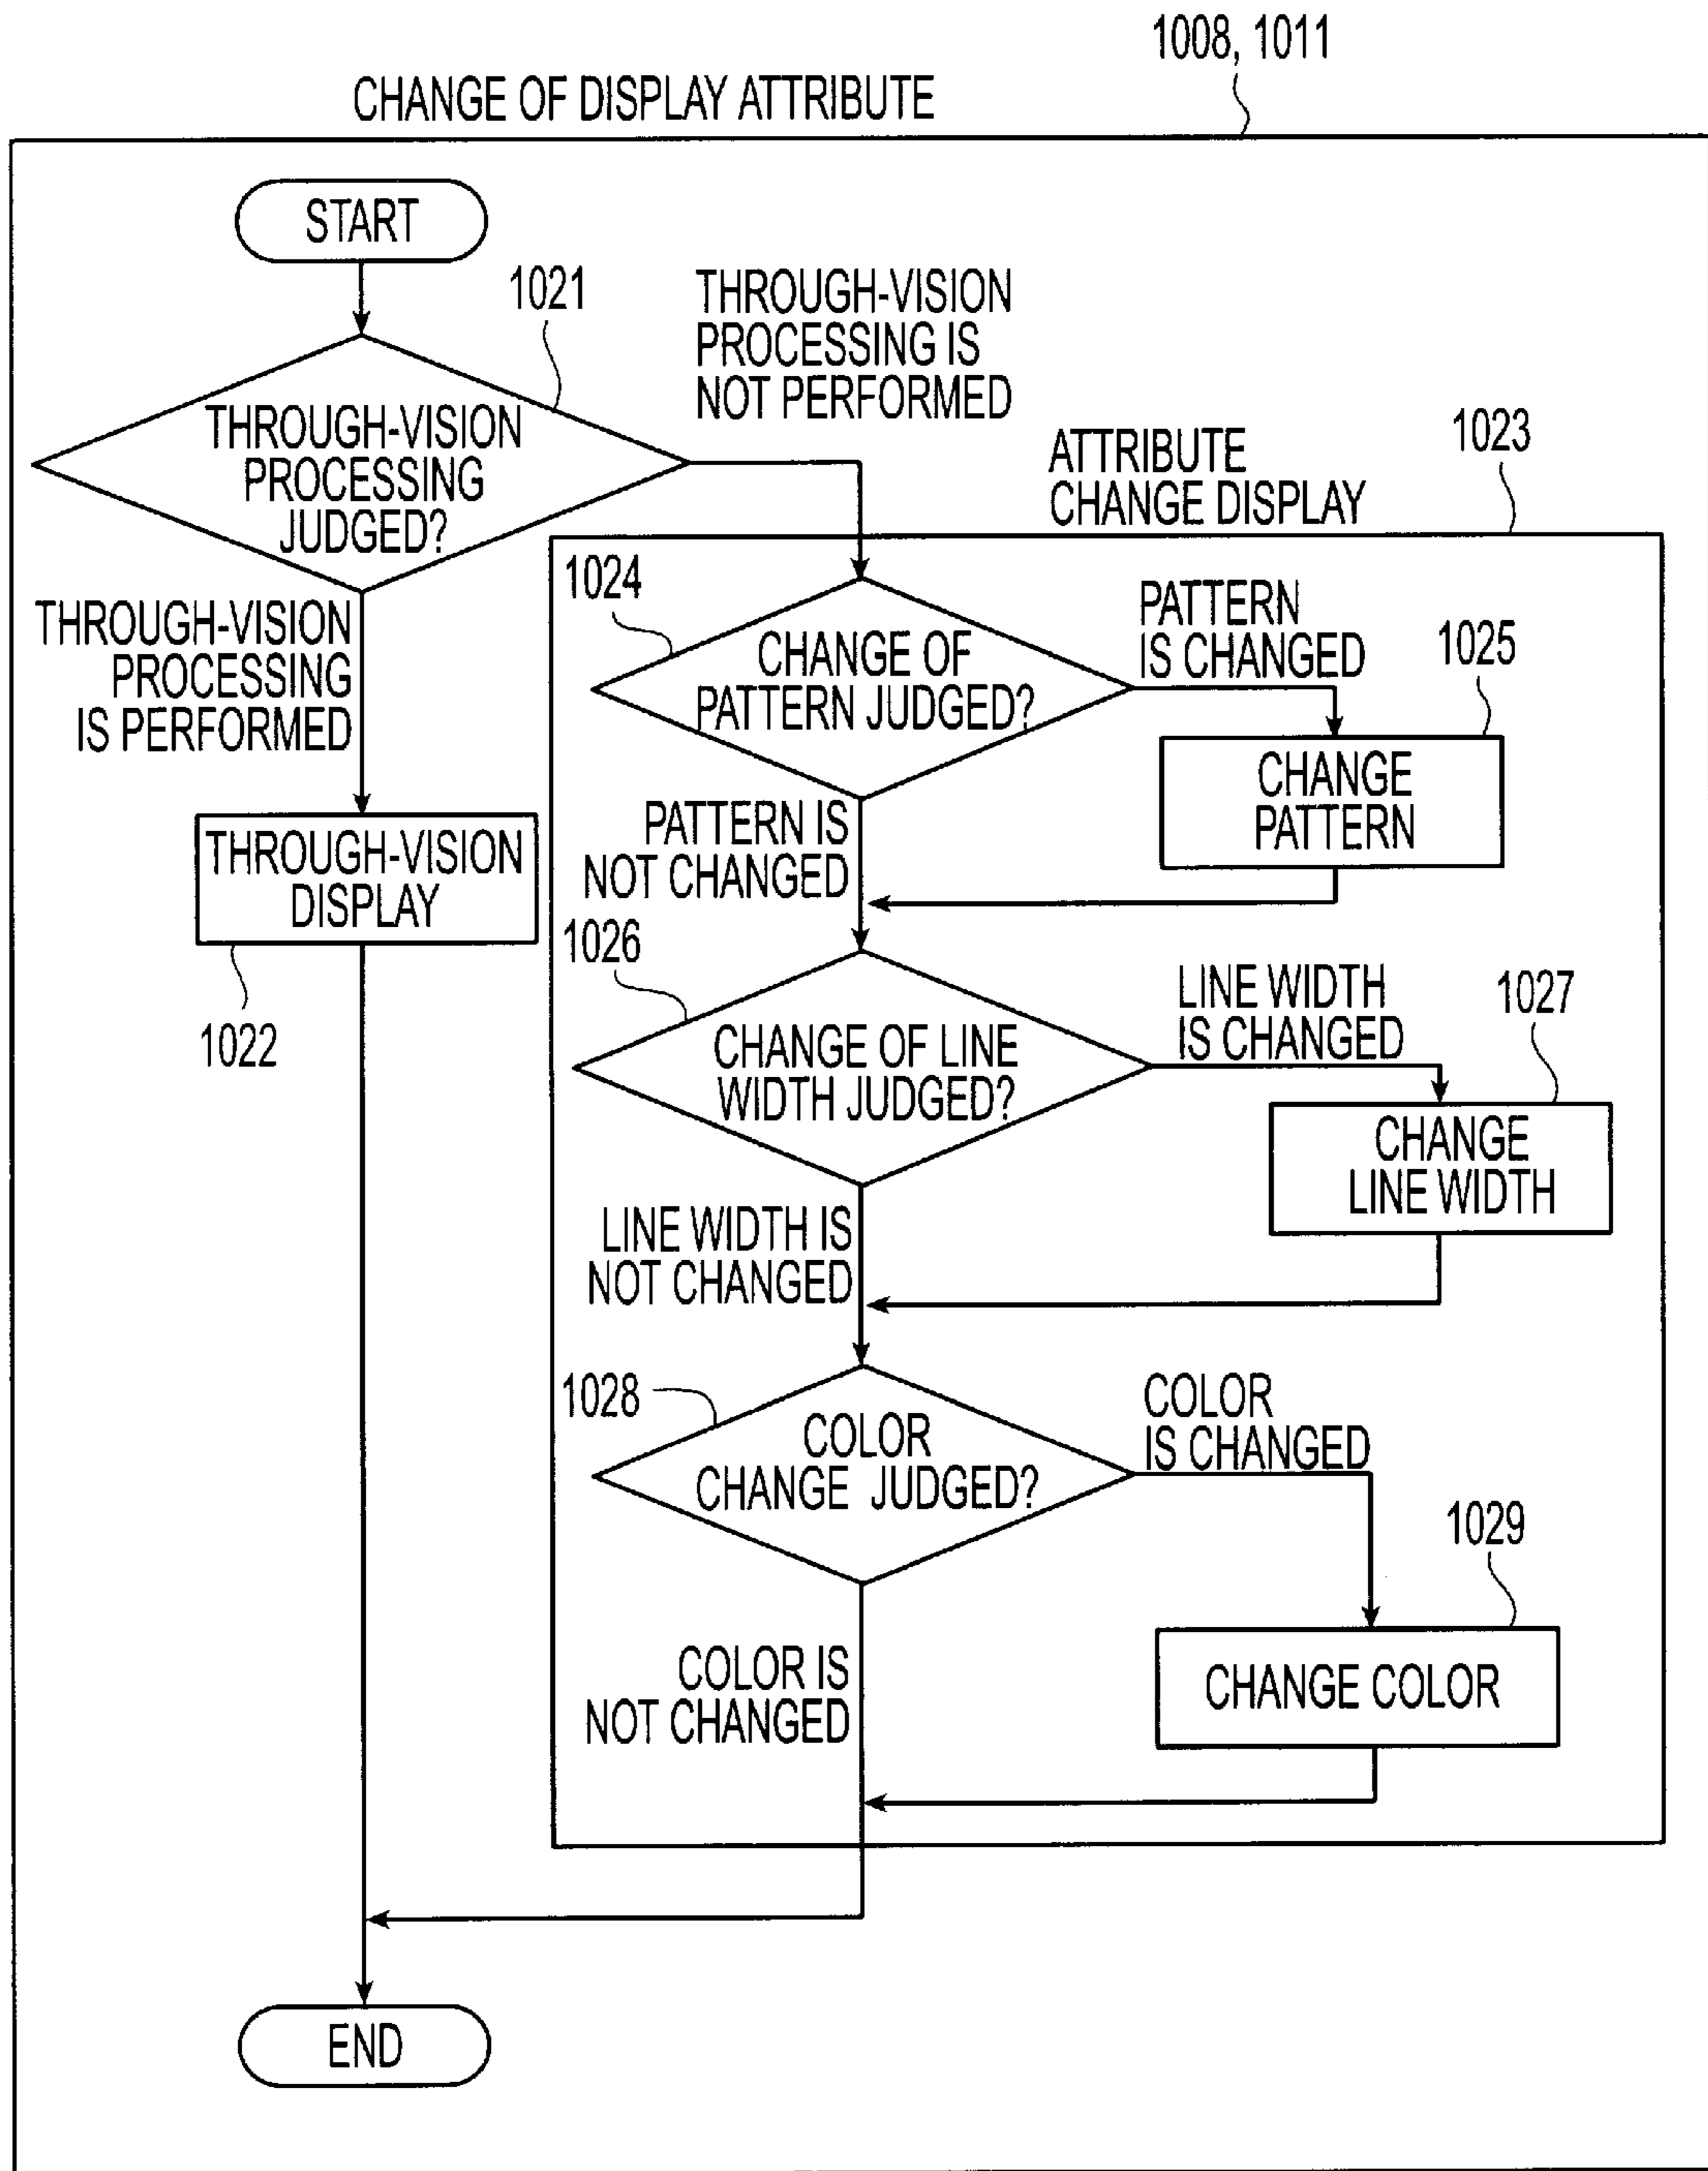 1008, 1011
CHANGE OF DISPLAY ATTRIBUTE
START
1021
THROUGH-VISION
PROCESSING IS
NOT PERFORMED
THROUGH-VISION
PROCESSING
JUDGED?
1023
ATTRIBUTE
CHANGE DISPLAY
THROUGH-VISION
PROCESSING
IS PERFORMED
1024
CHANGE OF
PATTERN JUDGED?
PATTERN
IS CHANGED
1025
CHANGE
PATTERN
PATTERN IS
NOT CHANGED
THROUGH-VISION
DISPLAY
1022
1026
CHANGE OF LINE
WIDTH JUDGED?
LINE WIDTH
IS CHANGED
1027
CHANGE
LINE WIDTH
LINE WIDTH IS
NOT CHANGED
1028
COLOR
CHANGE JUDGED?
COLOR
IS CHANGED
1029
CHANGE COLOR
COLOR IS
NOT CHANGED
END